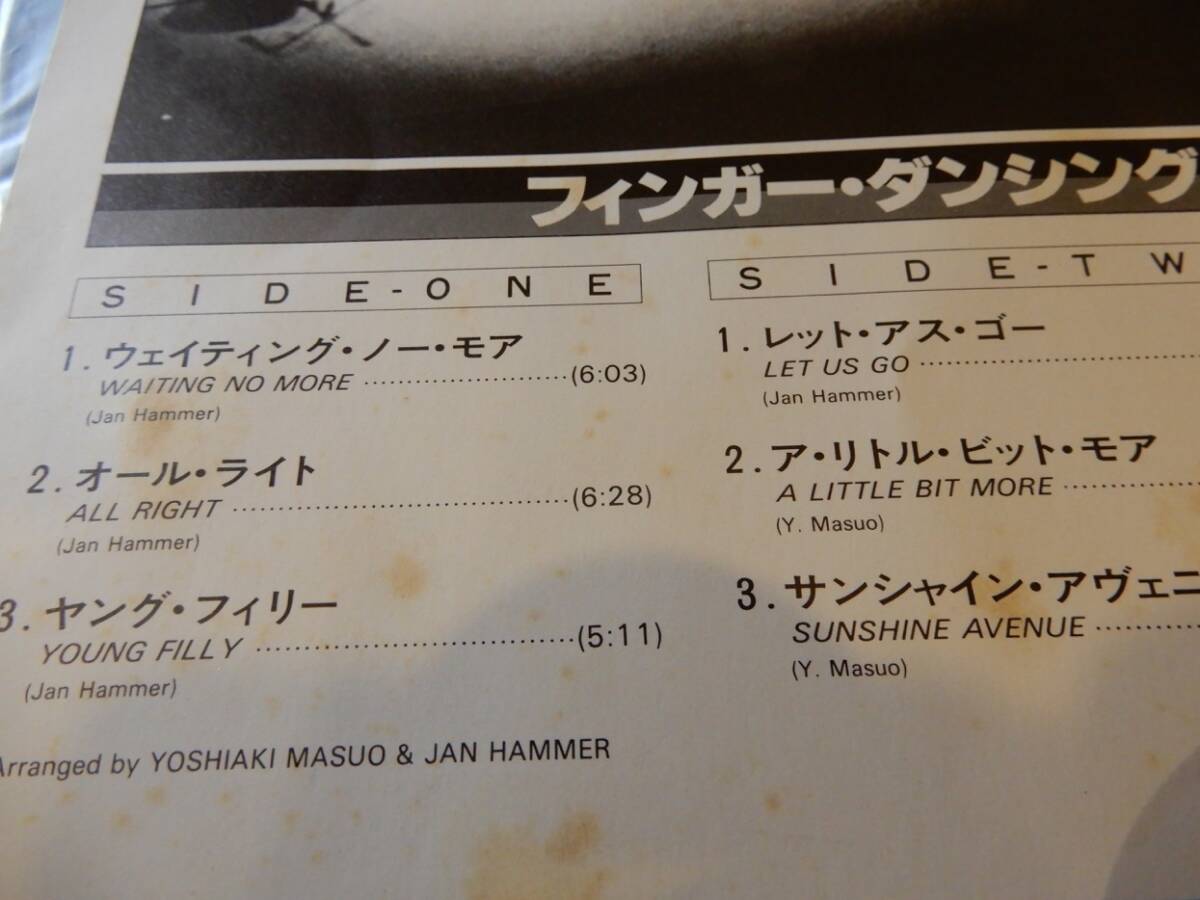 フィンガー・ダンシング
SIDE-ONE
1. ウェイティング・ノー・モア
WAITING NO MORE (6:03)
(Jan Hammer)
2. オール・ライト
ALL RIGHT (6:28)
(Jan Hammer)
3. ヤング・フィリー
YOUNG FILLY (5:11)
(Jan Hammer)
Arranged by YOSHIAKI MASUO & JAN HAMMER
SIDE-TW
1. レット・アス・ゴー
LET US GO
(Jan Hammer)
2. ア・リトル・ビット・モア
A LITTLE BIT MORE
(Y. Masuo)
3. サンシャイン・アヴェニ
SUNSHINE AVENUE
(Y. Masuo)